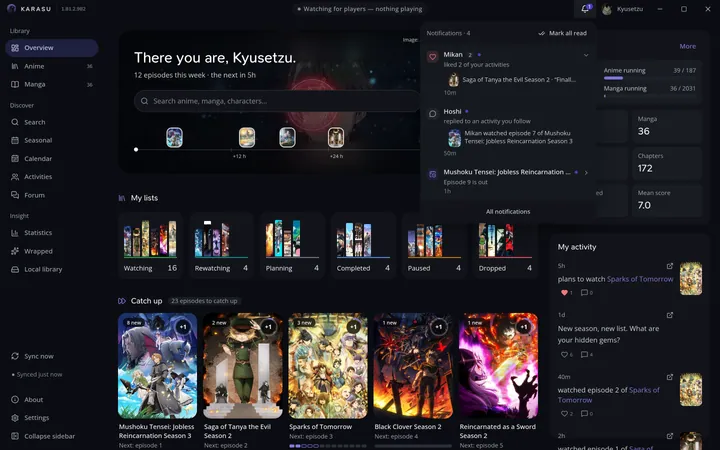 KARASU 1.81.2.982
Watching for players — nothing playing
1
Kyusetzu
Library
Overview
Anime 36
Manga 36
Discover
Search
Seasonal
Calendar
Activities
Forum
Insight
Statistics
Wrapped
Local library
Sync now
Synced just now
About
Settings
Collapse sidebar
Image:
There you are, Kyusetzu.
12 episodes this week · the next in 5h
Search anime, manga, characters...
+12 h
+24 h
Notifications · 4
Mark all read
Mikan 2
liked 2 of your activities
Saga of Tanya the Evil Season 2 · "Final...
10m
Hoshi
replied to an activity you follow
Mikan watched episode 7 of Mushoku
Tensei: Jobless Reincarnation Season 3
50m
Mushoku Tensei: Jobless Reincarnation ...
Episode 9 is out
1h
All notifications
More
Anime running 39 / 187
Manga running 36 / 2031
Manga
36
Chapters
172
Mean score
7.0
My lists
Watching 16
Rewatching 4
Planning 4
Completed 4
Paused 4
Dropped 4
Catch up 23 episodes to catch up
8 new +1
2 new +1
3 new +1
1 new +1
1 new +1
Mushoku Tensei: Jobless
Reincarnation Season 3
Next: episode 1
Saga of Tanya the Evil
Season 2
Next: episode 6
Sparks of Tomorrow
Next: episode 3
Black Clover Season 2
Next: episode 4
Reincarnated as a Sword
Season 2
Next: episode 5
My activity
5h
plans to watch Sparks of Tomorrow
1 0
1d
New season, new list. What are
your hidden gems?
6 4
40m
watched episode 2 of Sparks of
Tomorrow
3 0
2h
watched episode 1 of Saga of